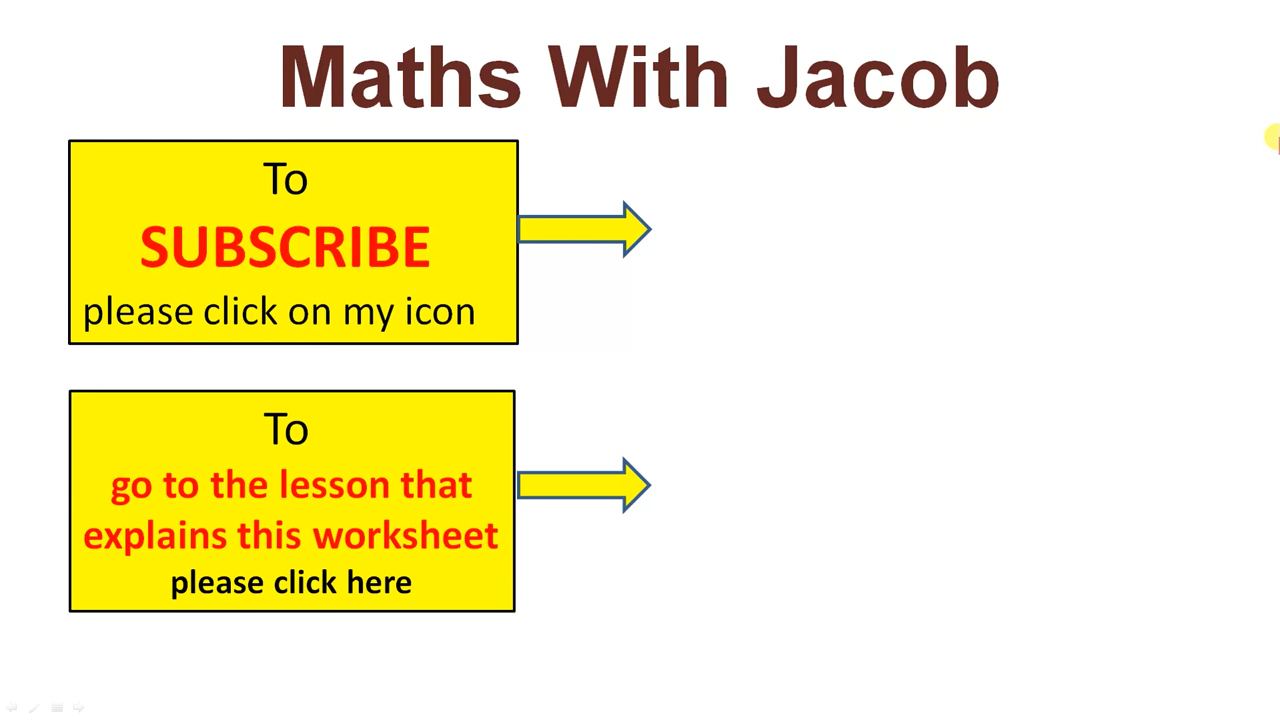 Maths With Jacob
To
SUBSCRIBE
please click on my icon
To
go to the lesson that
explains this worksheet
please click here